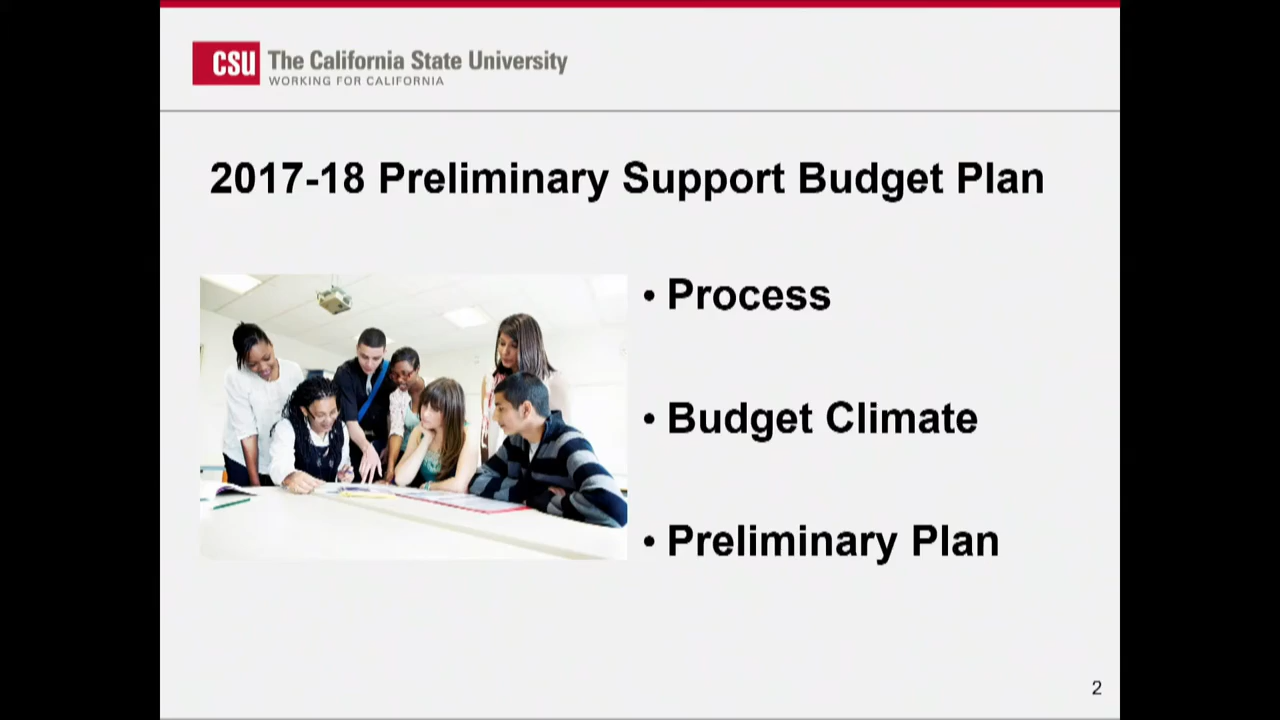 CSU The California State University
WORKING FOR CALIFORNIA
2017-18 Preliminary Support Budget Plan
• Process
• Budget Climate
• Preliminary Plan
2